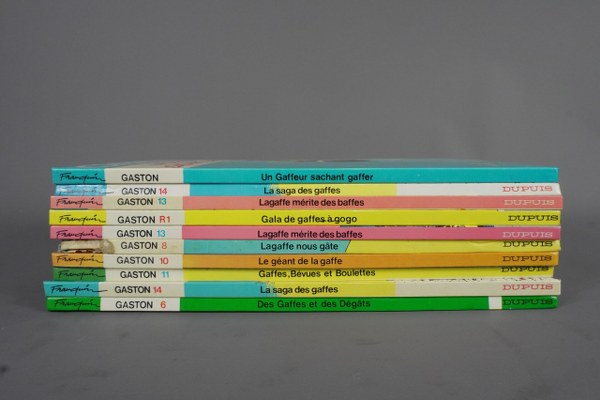 Franquin GASTON Un Gaffeur sachant gaffer
GASTON 14 La saga des gaffes DUPUIS
Franquin GASTON 13 Lagaffe mérite des baffes DUPUIS
Franquin GASTON R1 Gala de gaffes à gogo DUPUIS
Franquin GASTON 13 Lagaffe mérite des baffes DUPUIS
GASTON 8 Lagaffe nous gâte DUPUIS
Franquin GASTON 10 Le géant de la gaffe DUPUIS
Franquin GASTON 11 Gaffes, Bévues et Boulettes DUPUIS
Franquin GASTON 14 La saga des gaffes DUPUIS
Franquin GASTON 6 Des Gaffes et des Dégâts DUPUIS